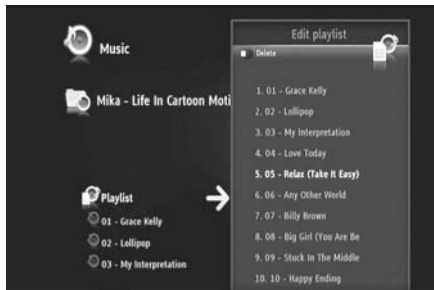 Music
Mika - Life In Cartoon Moti
Playlist
01 - Grace Kelly
02 - Lollipop
03 - My Interpretation
Edit playlist
Delete
1. 01 - Grace Kelly
2. 02 - Lollipop
3. 03 - My Interpretation
4. 04 - Love Today
5. 05 - Relax (Take It Easy)
6. 06 - Any Other World
7. 07 - Billy Brown
8. 08 - Big Girl (You Are Be
9. 09 - Stuck In The Middle
10. 10 - Happy Ending